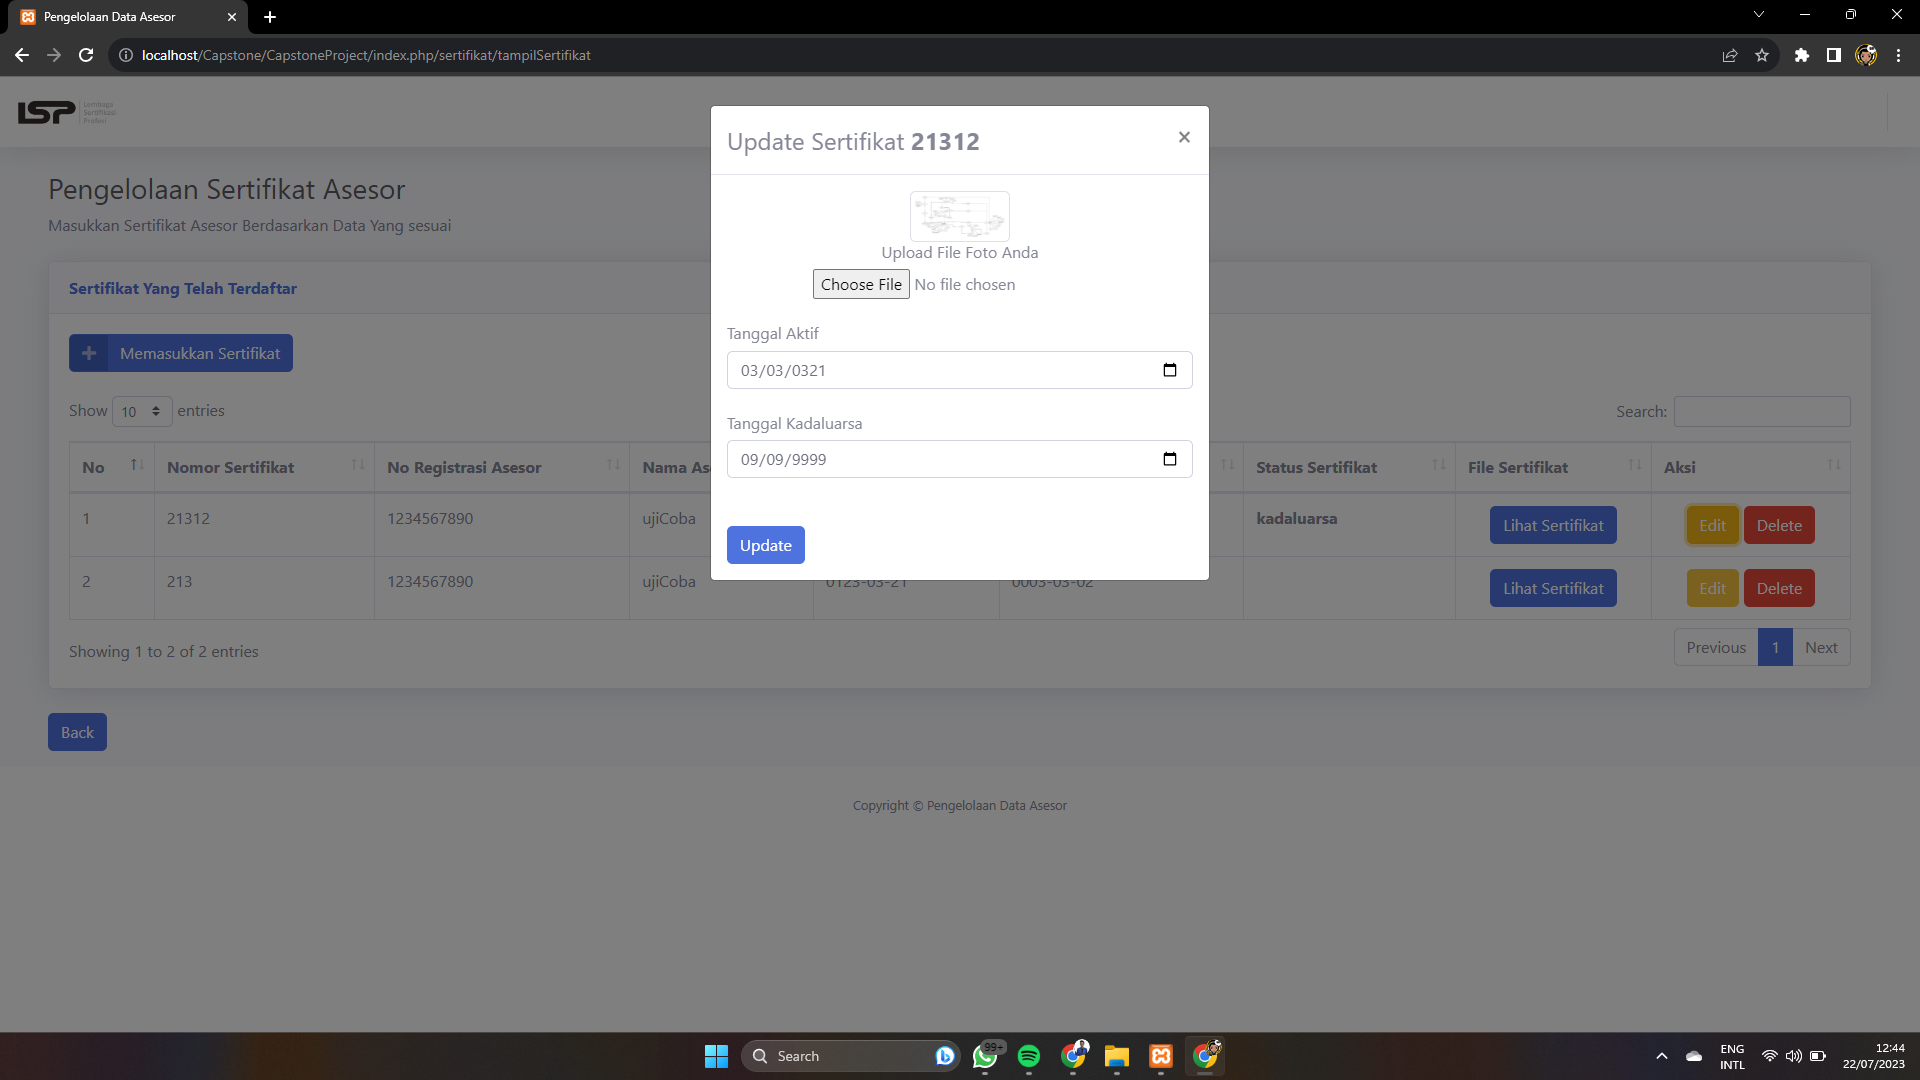 Pengelolaan Data Asesor
localhost/Capstone/CapstoneProject/index.php/sertifikat/tampilSertifikat
LSP
Lembaga
Sertifikasi
Profesi
Update Sertifikat 21312
Upload File Foto Anda
Choose File No file chosen
Tanggal Aktif
03/03/0321
Tanggal Kadaluarsa
09/09/9999
Update
Pengelolaan Sertifikat Asesor
Masukkan Sertifikat Asesor Berdasarkan Data Yang sesuai
Sertifikat Yang Telah Terdaftar
Memasukkan Sertifikat
Show 10 entries
Search:
No Nomor Sertifikat No Registrasi Asesor Nama As Status Sertifikat File Sertifikat Aksi
1 21312 1234567890 ujiCoba kadaluarsa Lihat Sertifikat Edit Delete
2 213 1234567890 ujiCoba 0123-03-21 0003-03-02 Lihat Sertifikat Edit Delete
Showing 1 to 2 of 2 entries
Previous 1 Next
Back
Copyright © Pengelolaan Data Asesor
Search
99+
ENG
INTL
12:44
22/07/2023